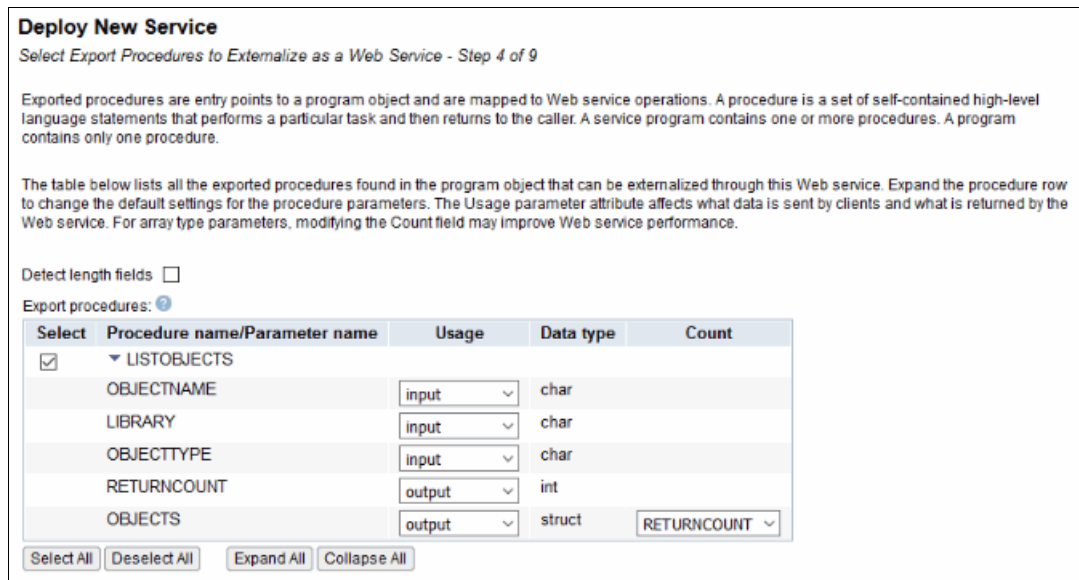 Deploy New Service
Select Export Procedures to Externalize as a Web Service - Step 4 of 9
Exported procedures are entry points to a program object and are mapped to Web service operations. A procedure is a set of self-contained high-level
language statements that performs a particular task and then returns to the caller. A service program contains one or more procedures. A program
contains only one procedure.
The table below lists all the exported procedures found in the program object that can be externalized through this Web service. Expand the procedure row
to change the default settings for the procedure parameters. The Usage parameter attribute affects what data is sent by clients and what is returned by the
Web service. For array type parameters, modifying the Count field may improve Web service performance.
Detect length fields
Export procedures: ?
Select Procedure name/Parameter name Usage Data type Count
LISTOBJECTS
OBJECTNAME input char
LIBRARY input char
OBJECTTYPE input char
RETURNCOUNT output int
OBJECTS output struct RETURNCOUNT
Select All Deselect All Expand All Collapse All